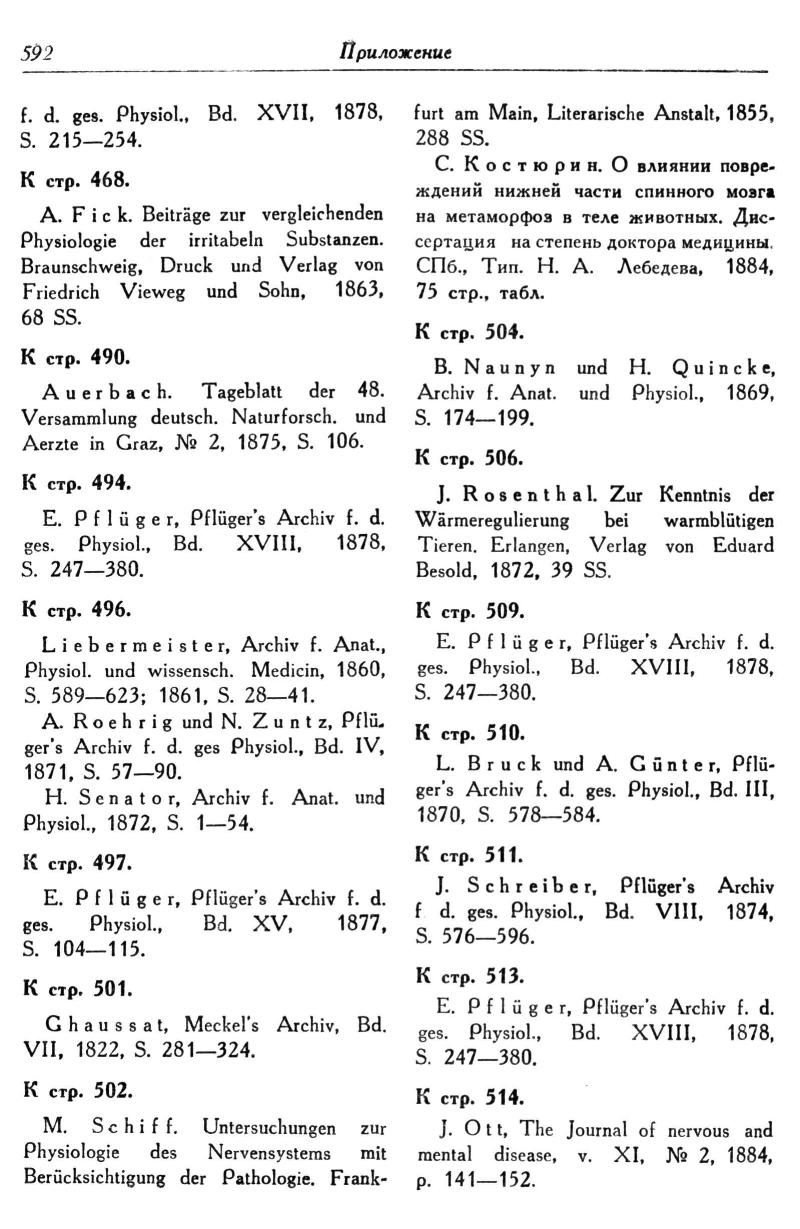 592
Приложение
f. d. ges. Physiol., Bd. XVII, 1878,
S. 215—254.
К стр. 468.
A. Fick. Beiträge zur vergleichenden
Physiologie der irritabeln Substanzen.
Braunschweig, Druck und Verlag von
Friedrich Vieweg und Sohn, 1863,
68 SS.
К стр. 490.
Auerbach. Tageblatt der 48.
Versammlung deutsch. Naturforsch. und
Aerzte in Graz, № 2, 1875, S. 106.
К стр. 494.
E. Pflüger, Pflüger's Archiv f. d.
ges. Physiol., Bd. XVIII, 1878,
S. 247—380.
К стр. 496.
Liebermeister, Archiv f. Anat.,
Physiol. und wissensch. Medicin, 1860,
S. 589—623; 1861, S. 28—41.
A. Roehrig und N. Zuntz, Pflü-
ger's Archiv f. d. ges Physiol., Bd. IV,
1871, S. 57—90.
H. Senator, Archiv f. Anat. und
Physiol., 1872, S. 1—54.
К стр. 497.
E. Pflüger, Pflüger's Archiv f. d.
ges. Physiol., Bd. XV, 1877,
S. 104—115.
К стр. 501.
Ghaussat, Meckel's Archiv, Bd.
VII, 1822, S. 281—324.
К стр. 502.
M. Schiff. Untersuchungen zur
Physiologie des Nervensystems mit
Berücksichtigung der Pathologie. Frank-
furt am Main, Literarische Anstalt, 1855,
288 SS.
С. Костюрин. О влиянии повре-
ждений нижней части спинного мозга
на метаморфоз в теле животных. Дис-
сертация на степень доктора медицины.
СПб., Тип. Н. А. Лебедева, 1884,
75 стр., табл.
К стр. 504.
B. Naunyn und H. Quincke,
Archiv f. Anat. und Physiol., 1869,
S. 174—199.
К стр. 506.
J. Rosenthal. Zur Kenntnis der
Wärmeregulierung bei warmblütigen
Tieren. Erlangen, Verlag von Eduard
Besold, 1872, 39 SS.
К стр. 509.
E. Pflüger, Pflüger's Archiv f. d.
ges. Physiol., Bd. XVIII, 1878,
S. 247—380.
К стр. 510.
L. Bruck und A. Günter, Pflü-
ger's Archiv f. d. ges. Physiol., Bd. III,
1870, S. 578—584.
К стр. 511.
J. Schreiber, Pflüger's Archiv
f d. ges. Physiol., Bd. VIII, 1874,
S. 576—596.
К стр. 513.
E. Pflüger, Pflüger's Archiv f. d.
ges. Physiol., Bd. XVIII, 1878,
S. 247—380.
К стр. 514.
J. Ott, The Journal of nervous and
mental disease, v. XI, № 2, 1884,
p. 141—152.